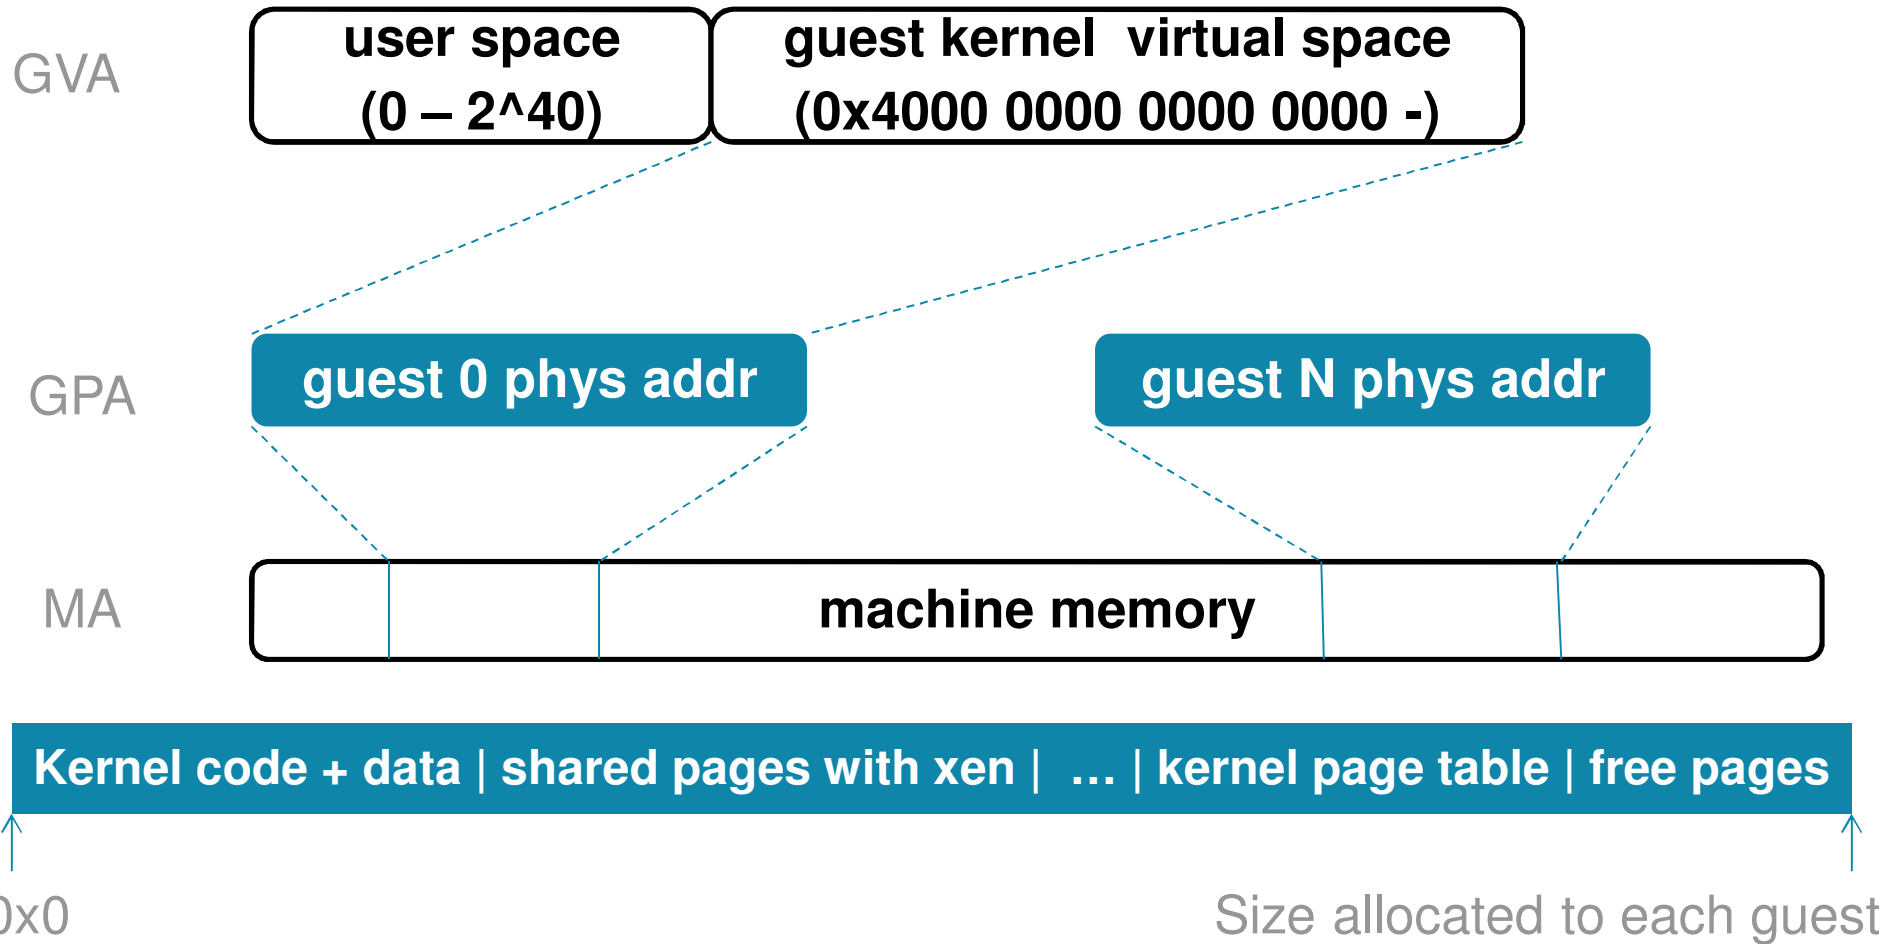 GVA
user space
(0 – 2^40)
guest kernel  virtual space
(0x4000 0000 0000 0000 -)
GPA
guest 0 phys addr
guest N phys addr
MA
machine memory
Kernel code + data | shared pages with xen |  ... | kernel page table | free pages
0x0
Size allocated to each guest